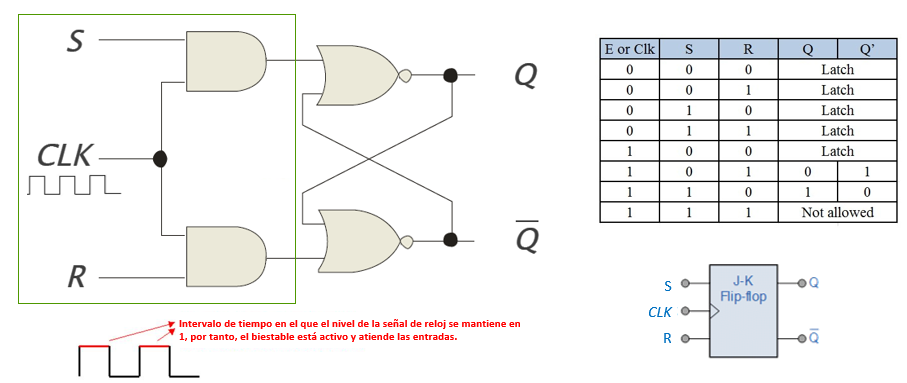 S
CLK
R
Q
Q̅
Intervalo de tiempo en el que el nivel de la señal de reloj se mantiene en
1, por tanto, el biestable está activo y atiende las entradas.
E or Clk S R Q Q’
0 0 0 Latch
0 0 1 Latch
0 1 0 Latch
0 1 1 Latch
1 0 0 Latch
1 0 1 0 1
1 1 0 1 0
1 1 1 Not allowed
J-K
Flip-flop
S
CLK
R
Q
Q̅